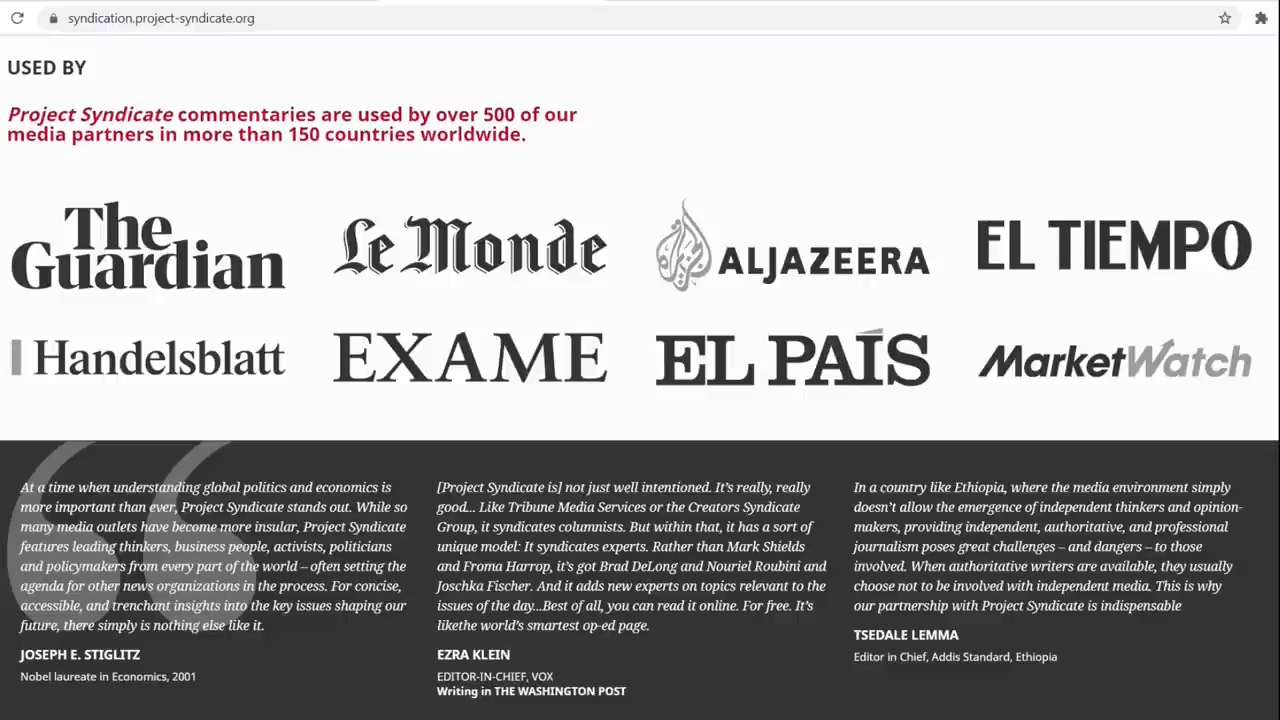 syndication.project-syndicate.org
USED BY
Project Syndicate commentaries are used by over 500 of our
media partners in more than 150 countries worldwide.
The
Guardian
Le Monde
ALJAZEERA
EL TIEMPO
Handelsblatt
EXAME
EL PAÍS
MarketWatch
At a time when understanding global politics and economics is
more important than ever, Project Syndicate stands out. While so
many media outlets have become more insular, Project Syndicate
features leading thinkers, business people, activists, politicians
and policymakers from every part of the world – often setting the
agenda for other news organizations in the process. For concise,
accessible, and trenchant insights into the key issues shaping our
future, there simply is nothing else like it.
JOSEPH E. STIGLITZ
Nobel laureate in Economics, 2001
[Project Syndicate is] not just well intentioned. It's really, really
good... Like Tribune Media Services or the Creators Syndicate
Group, it syndicates columnists. But within that, it has a sort of
unique model: It syndicates experts. Rather than Mark Shields
and Froma Harrop, it's got Brad DeLong and Nouriel Roubini and
Joschka Fischer. And it adds new experts on topics relevant to the
issues of the day...Best of all, you can read it online. For free. It's
likethe world's smartest op-ed page.
EZRA KLEIN
EDITOR-IN-CHIEF, VOX
Writing in THE WASHINGTON POST
In a country like Ethiopia, where the media environment simply
doesn't allow the emergence of independent thinkers and opinion-
makers, providing independent, authoritative, and professional
journalism poses great challenges – and dangers – to those
involved. When authoritative writers are available, they usually
choose not to be involved with independent media. This is why
our partnership with Project Syndicate is indispensable
TSEDALE LEMMA
Editor in Chief, Addis Standard, Ethiopia